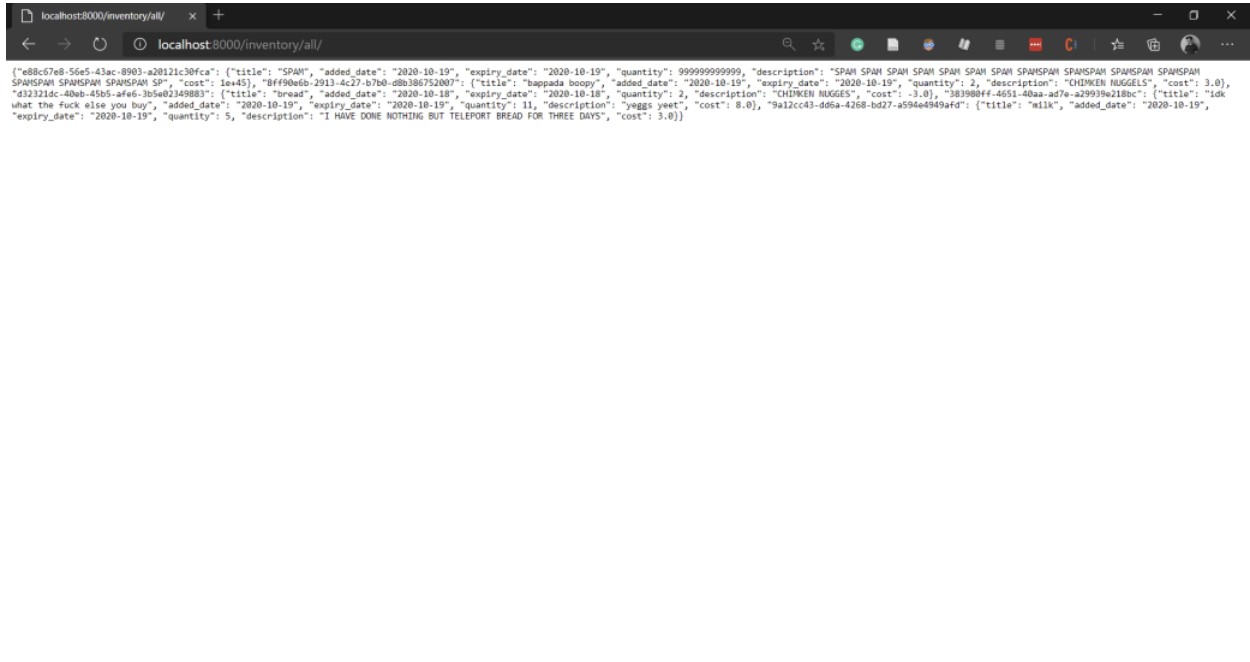 localhost:8000/inventory/all/
localhost:8000/inventory/all/
{"e88c67e8-56e5-43ac-8903-a20121c30fca": {"title": "SPAM", "added_date": "2020-10-19", "expiry_date": "2020-10-19", "quantity": 999999999999, "description": "SPAM SPAM SPAM SPAM SPAM SPAM SPAM SPAMSPAM SPAMSPAM SPAMSPAM SPAMSPAM
SPAMSPAM SPAMSPAM SPAMSPAM SP", "cost": 1e+45}, "8ff90e6b-2913-4c27-b7b0-d8b386752007": {"title": "bappada boopy", "added_date": "2020-10-19", "expiry_date": "2020-10-19", "quantity": 2, "description": "CHIMKEN NUGGELS", "cost": 3.0},
"d32321dc-40eb-45b5-afe6-3b5e02349883": {"title": "bread", "added_date": "2020-10-18", "expiry_date": "2020-10-18", "quantity": 2, "description": "CHIMKEN NUGGES", "cost": -3.0}, "383980ff-4651-40aa-ad7e-a29939e218bc": {"title": "idk
what the fuck else you buy", "added_date": "2020-10-19", "expiry_date": "2020-10-19", "quantity": 11, "description": "yeggs yeet", "cost": 8.0}, "9a12cc43-dd6a-4268-bd27-a594e4949afd": {"title": "milk", "added_date": "2020-10-19",
"expiry_date": "2020-10-19", "quantity": 5, "description": "I HAVE DONE NOTHING BUT TELEPORT BREAD FOR THREE DAYS", "cost": 3.0}}